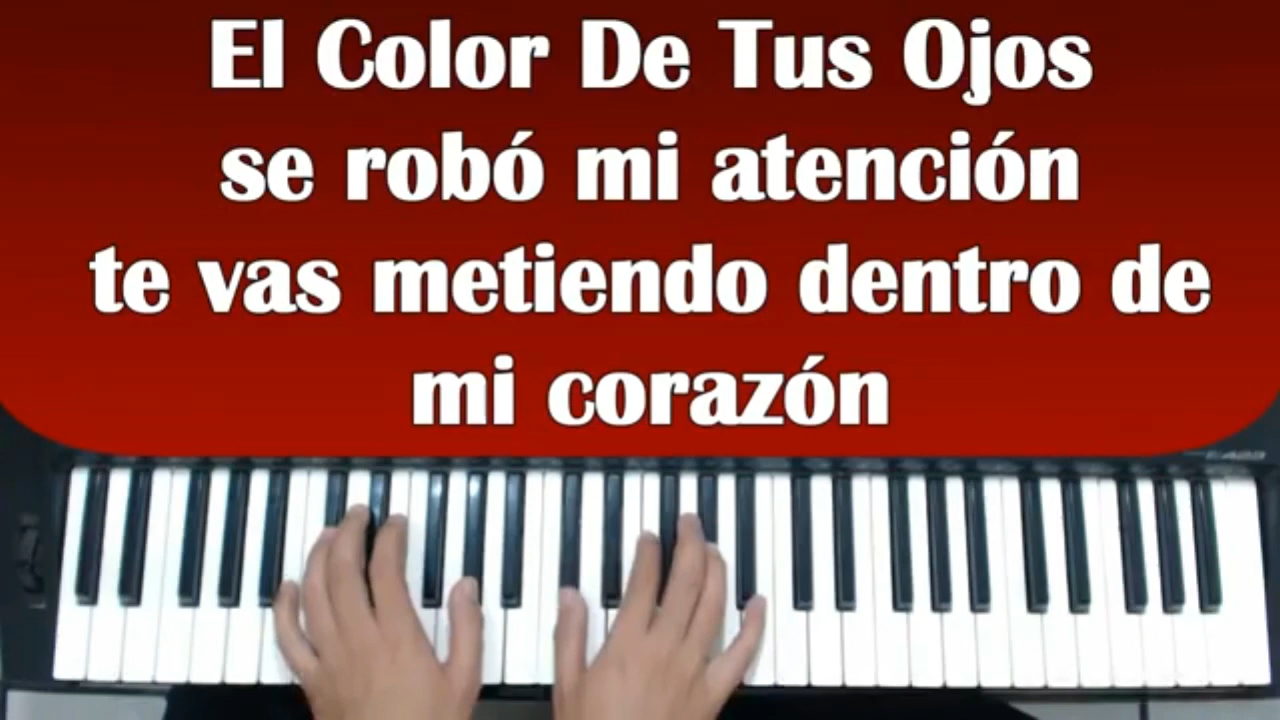 El Color De Tus Ojos
se robó mi atención
te vas metiendo dentro de
mi corazón